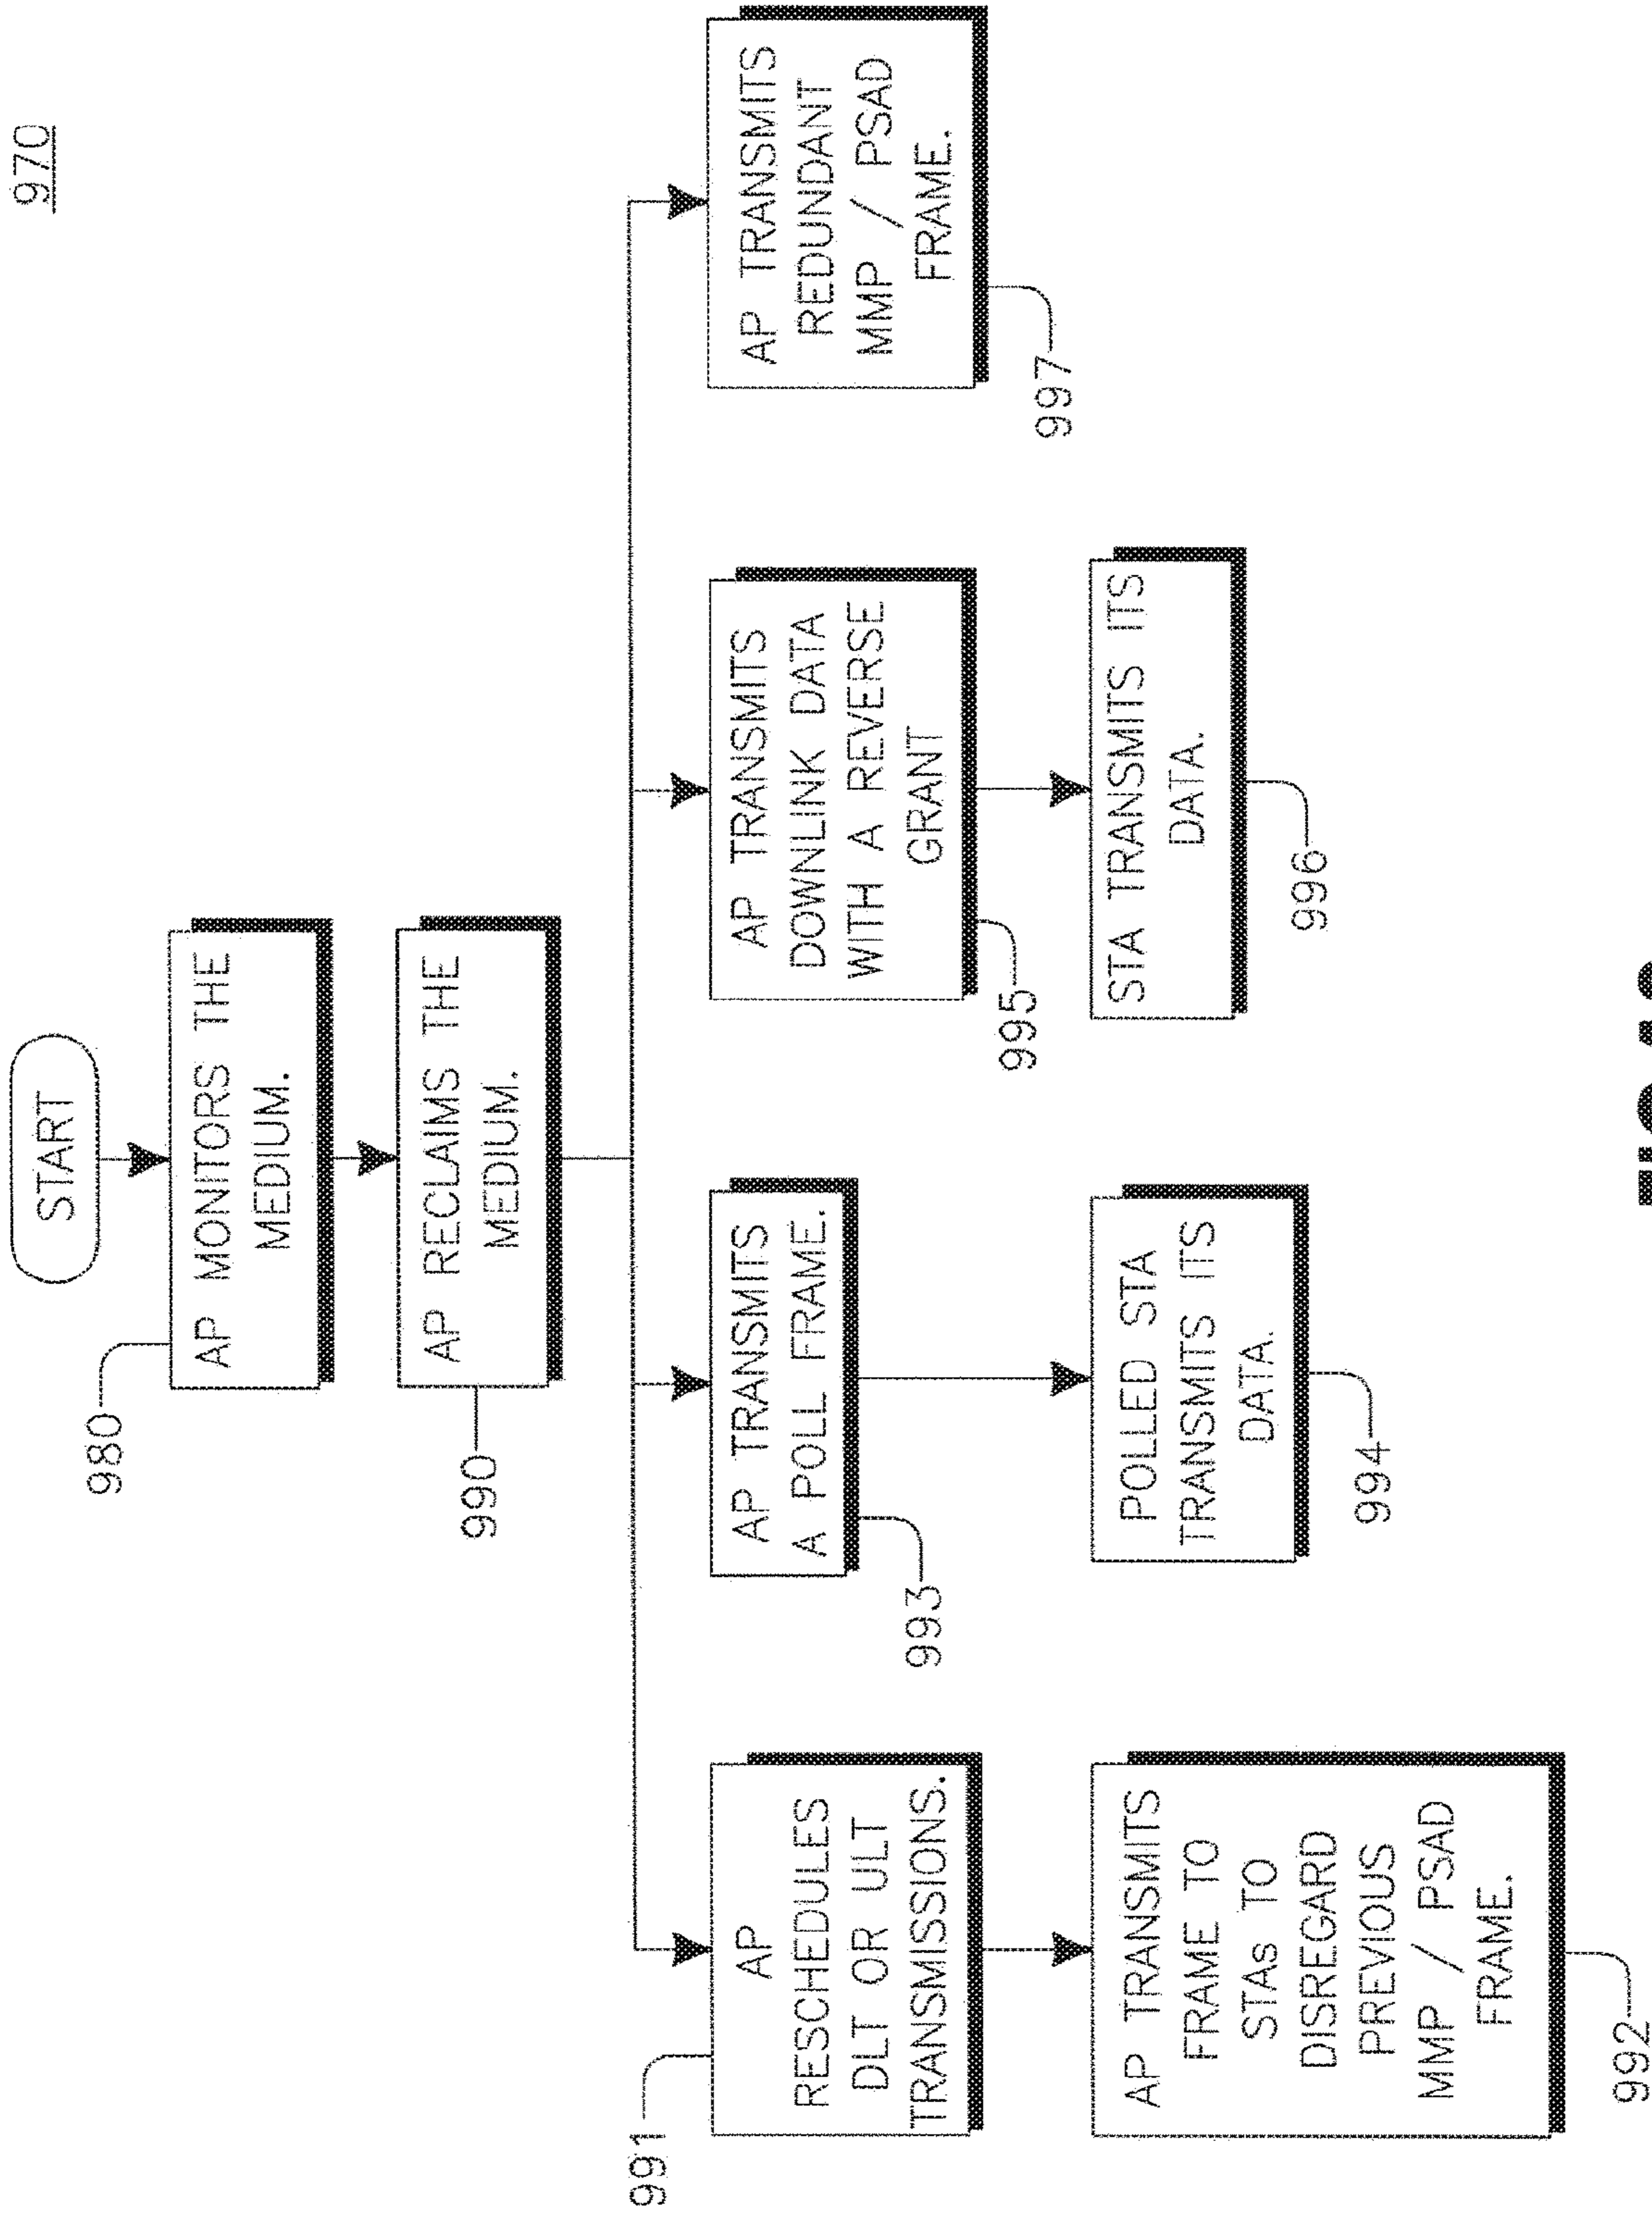 970
START
980
AP MONITORS THE
MEDIUM.
990
AP RECLAIMS THE
MEDIUM.
991
AP
RESCHEDULES
DLT OR ULT
TRANSMISSIONS.
AP TRANSMITS
FRAME TO
STAs TO
DISREGARD
PREVIOUS
MMP / PSAD
FRAME.
992
AP TRANSMITS
A POLL FRAME.
993
POLLED STA
TRANSMITS ITS
DATA.
994
AP TRANSMITS
DOWNLINK DATA
WITH A REVERSE
GRANT
995
STA TRANSMITS ITS
DATA.
996
AP TRANSMITS
REDUNDANT
MMP / PSAD
FRAME.
997